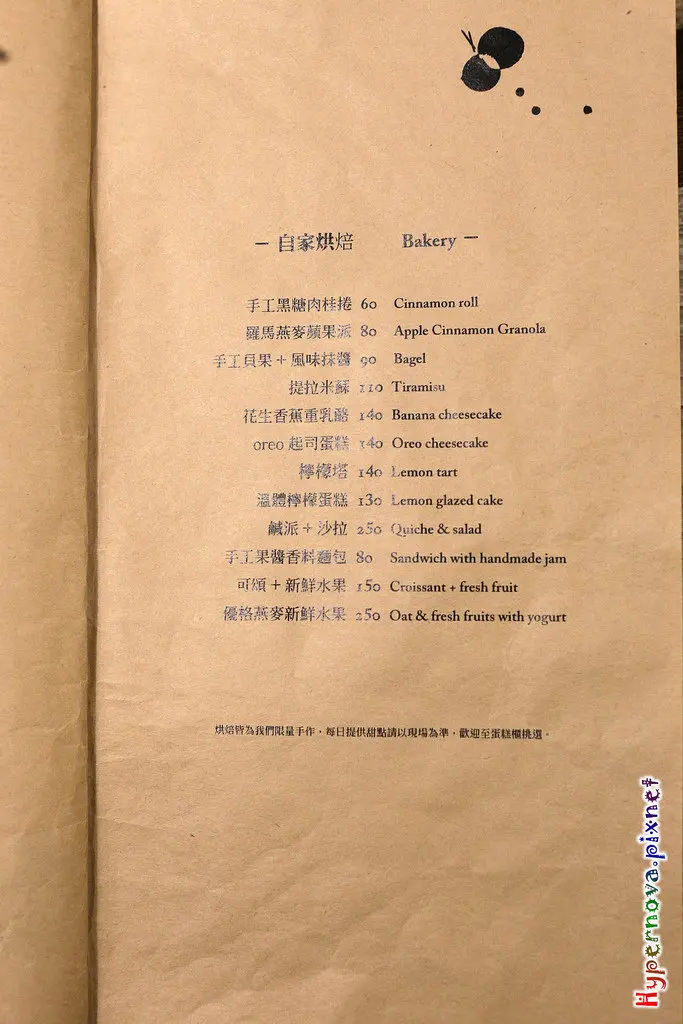 － 自家烘焙 Bakery －
手工黑糖肉桂捲 60 Cinnamon roll
羅馬燕麥蘋果派 80 Apple Cinnamon Granola
手工貝果 + 風味抹醬 90 Bagel
提拉米蘇 110 Tiramisu
花生香蕉重乳酪 140 Banana cheesecake
oreo 起司蛋糕 140 Oreo cheesecake
檸檬塔 140 Lemon tart
溫體檸檬蛋糕 130 Lemon glazed cake
鹹派 + 沙拉 250 Quiche & salad
手工果醬香料麵包 80 Sandwich with handmade jam
可頌 + 新鮮水果 150 Croissant + fresh fruit
優格燕麥新鮮水果 250 Oat & fresh fruits with yogurt
烘焙皆為我們限量手作，每日提供甜點請以現場為準，歡迎至蛋糕櫃挑選。
Hypernova.pixnet